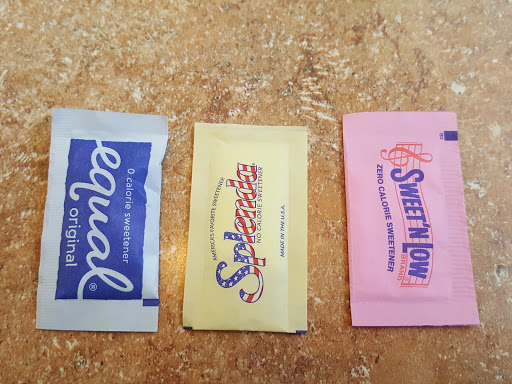 equal®
0 calorie sweetener
original
AMERICA'S FAVORITE SWEETENER
Splenda®
NO CALORIE SWEETENER
MADE IN THE U.S.A.
SWEET'N LOW
BRAND
ZERO CALORIE SWEETENER